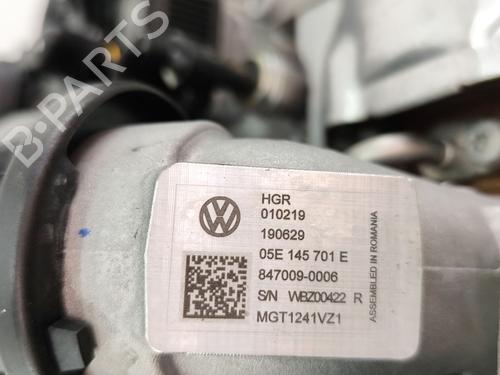 B-PARTS
HGR
010219
190629
05E 145 701 E
847009-0006
S/N WBZ00422 R
MGT1241VZ1
ASSEMBLED IN ROMANIA